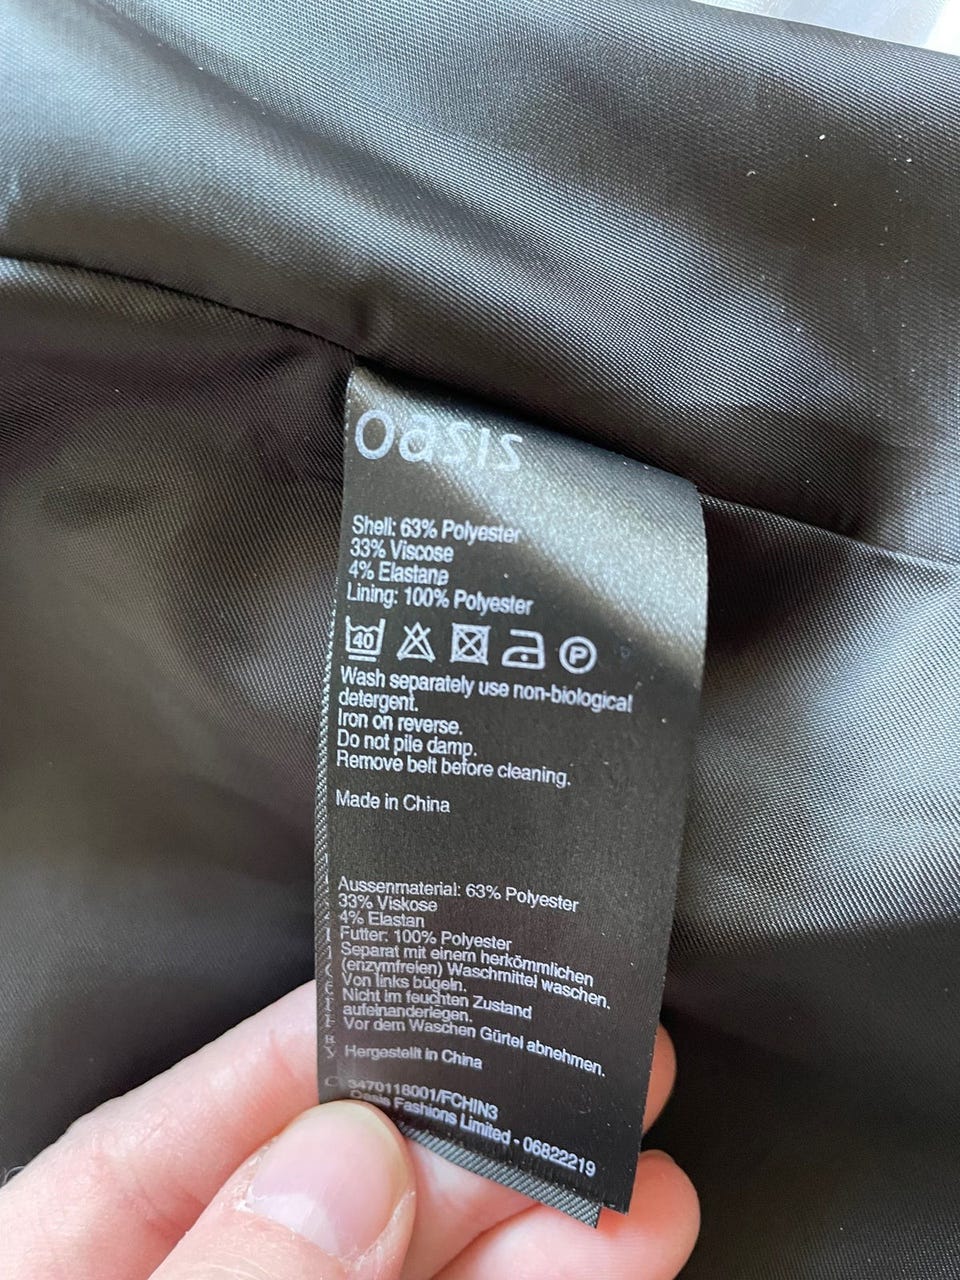 Oasis
Shell: 63% Polyester
33% Viscose
4% Elastane
Lining: 100% Polyester
40
P
Wash separately use non-biological
detergent.
Iron on reverse.
Do not pile damp.
Remove belt before cleaning.
Made in China
Aussenmaterial: 63% Polyester
33% Viskose
4% Elastan
Futter: 100% Polyester
Separat mit einem herkömmlichen
(enzymfreien) Waschmittel waschen.
Von links bügeln.
Nicht im feuchten Zustand
aufeinanderlegen.
Vor dem Waschen Gürtel abnehmen.
Hergestellt in China
3470118001/FCHIN3
Oasis Fashions Limited - 06822219